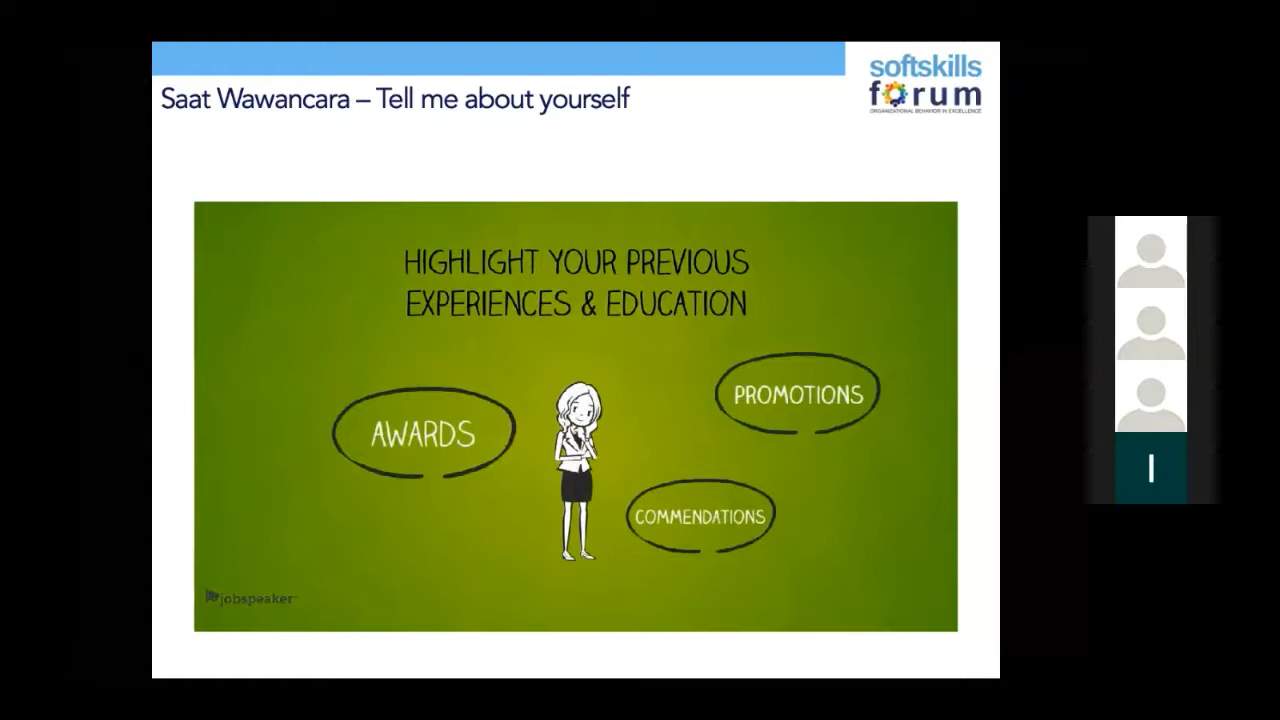 softskills
forum
ORGANIZATIONAL BEHAVIOR IN EXCELLENCE
Saat Wawancara – Tell me about yourself
HIGHLIGHT YOUR PREVIOUS
EXPERIENCES & EDUCATION
PROMOTIONS
AWARDS
COMMENDATIONS
jobspeaker
I